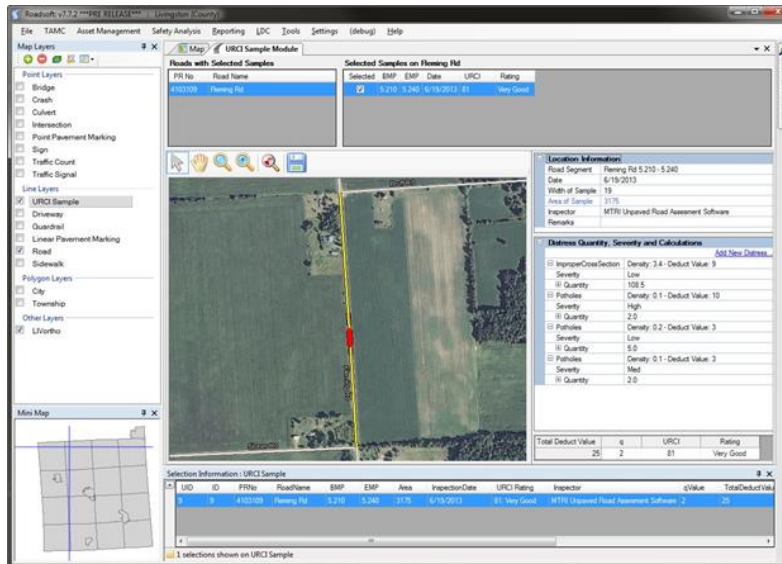 Roadsoft: v7.7.2 ***PRE RELEASE*** : Livingston (County)
File TAMC Asset Management Safety Analysis Reporting LDC Tools Settings (debug) Help
Map Layers
Point Layers
Bridge
Crash
Culvert
Intersection
Point Pavement Marking
Sign
Traffic Count
Traffic Signal
Line Layers
URCI Sample
Driveway
Guardrail
Linear Pavement Marking
Road
Sidewalk
Polygon Layers
City
Township
Other Layers
LIVortho
Mini Map
Map URCI Sample Module
Roads with Selected Samples
PR No Road Name
4103109 Fleming Rd
Selected Samples on Fleming Rd
Selected BMP EMP Date URCI Rating
5.210 5.240 6/19/2013 81 Very Good
Location Information
Road Segment Fleming Rd 5.210 - 5.240
Date 6/19/2013
Width of Sample 19
Area of Sample 3175
Inspector MTRI Unpaved Road Assesment Software
Remarks
Distress Quantity, Severity and Calculations
Add New Distress...
ImproperCrossSection Density: 3.4 - Deduct Value: 9
Severity Low
Quantity 108.5
Potholes Density: 0.1 - Deduct Value: 10
Severity High
Quantity 2.0
Potholes Density: 0.2 - Deduct Value: 3
Severity Low
Quantity 5.0
Potholes Density: 0.1 - Deduct Value: 3
Severity Med
Quantity 2.0
Total Deduct Value q URCI Rating
25 2 81 Very Good
Selection Information : URCI Sample
UID ID PRNo RoadName BMP EMP Area InspectionDate URCI Rating Inspector qValue TotalDeductValu
9 9 4103109 Fleming Rd 5.210 5.240 3175 6/19/2013 81: Very Good MTRI Unpaved Road Assesment Software 2 25
1 selections shown on URCI Sample